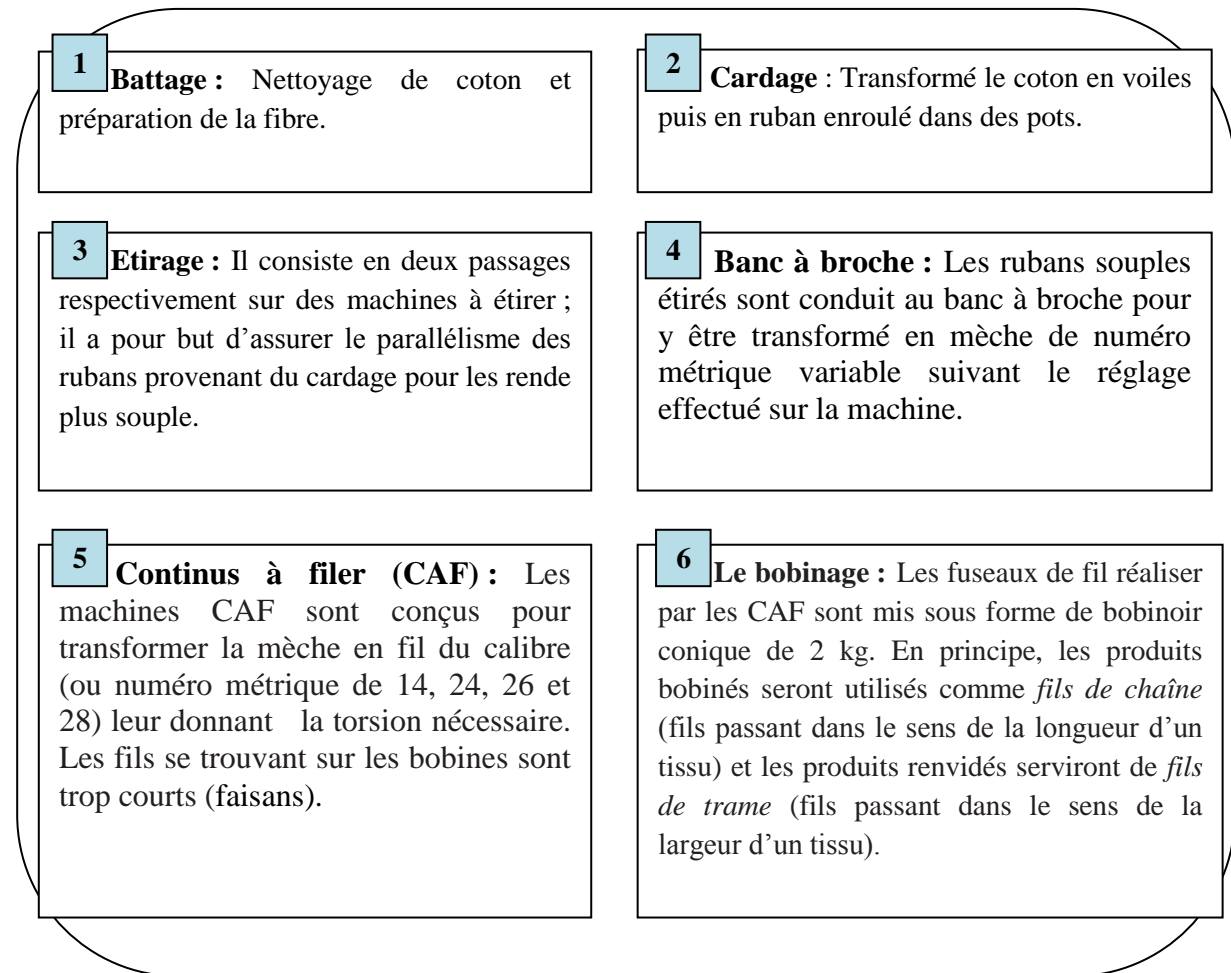 1
Battage : Nettoyage de coton et
préparation de la fibre.
2
Cardage : Transformé le coton en voiles
puis en ruban enroulé dans des pots.
3
Etirage : Il consiste en deux passages
respectivement sur des machines à étirer ;
il a pour but d'assurer le parallélisme des
rubans provenant du cardage pour les rende
plus souple.
4
Banc à broche : Les rubans souples
étirés sont conduit au banc à broche pour
y être transformé en mèche de numéro
métrique variable suivant le réglage
effectué sur la machine.
5
Continus à filer (CAF) : Les
machines CAF sont conçus pour
transformer la mèche en fil du calibre
(ou numéro métrique de 14, 24, 26 et
28) leur donnant la torsion nécessaire.
Les fils se trouvant sur les bobines sont
trop courts (faisans).
6
Le bobinage : Les fuseaux de fil réaliser
par les CAF sont mis sous forme de bobinoir
conique de 2 kg. En principe, les produits
bobinés seront utilisés comme fils de chaîne
(fils passant dans le sens de la longueur d'un
tissu) et les produits renvidés serviront de fils
de trame (fils passant dans le sens de la
largeur d'un tissu).